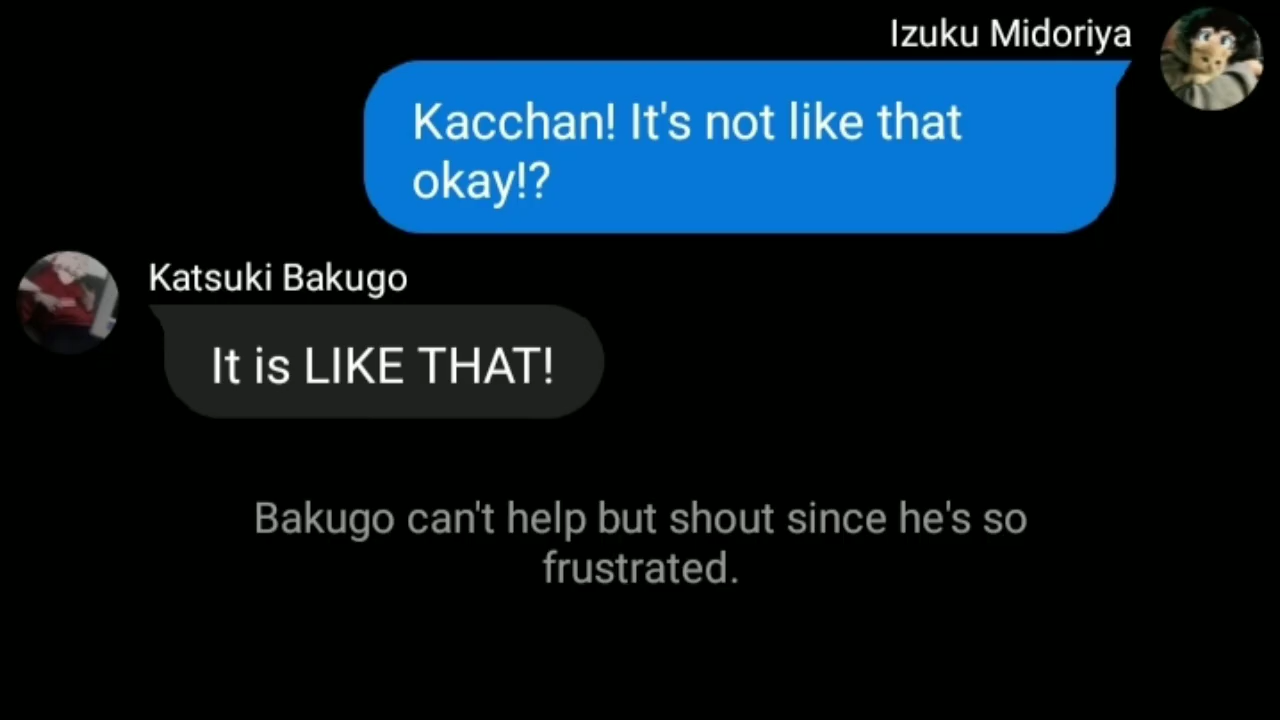 Izuku Midoriya
Kacchan! It's not like that
okay!?
Katsuki Bakugo
It is LIKE THAT!
Bakugo can't help but shout since he's so
frustrated.